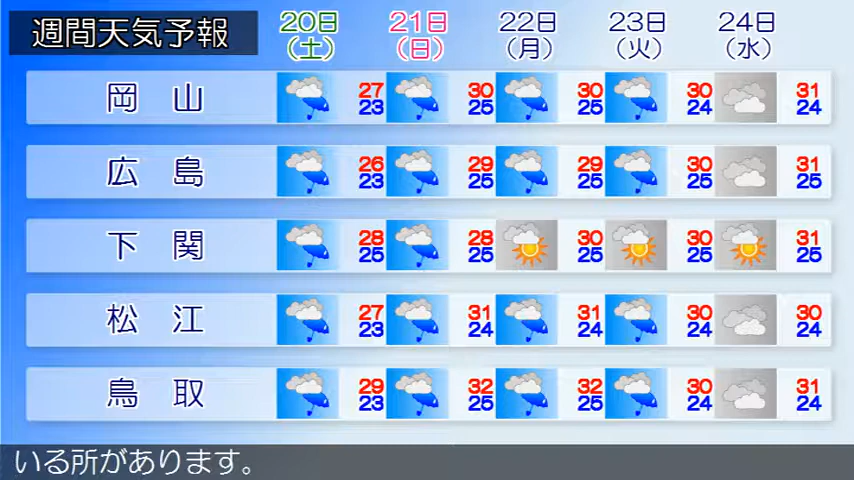 週間天気予報 20日 21日 22日 23日 24日
(土) (日) (月) (火) (水)
岡山 27 30 30 30 31
23 25 25 24 24
広島 26 29 29 30 31
23 25 25 25 25
下関 28 28 30 30 31
25 25 25 25 25
松江 27 31 31 30 30
23 24 24 24 24
鳥取 29 32 32 30 31
23 25 25 24 24
いる所があります。